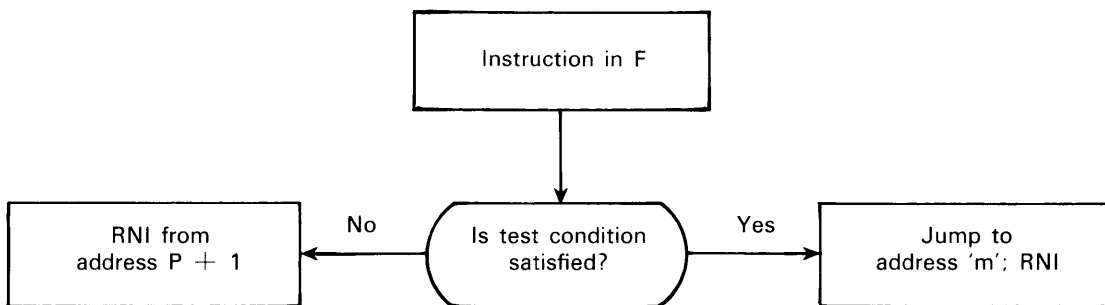 Instruction in F
No
Yes
RNI from
address P + 1
Is test condition
satisfied?
Jump to
address 'm'; RNI